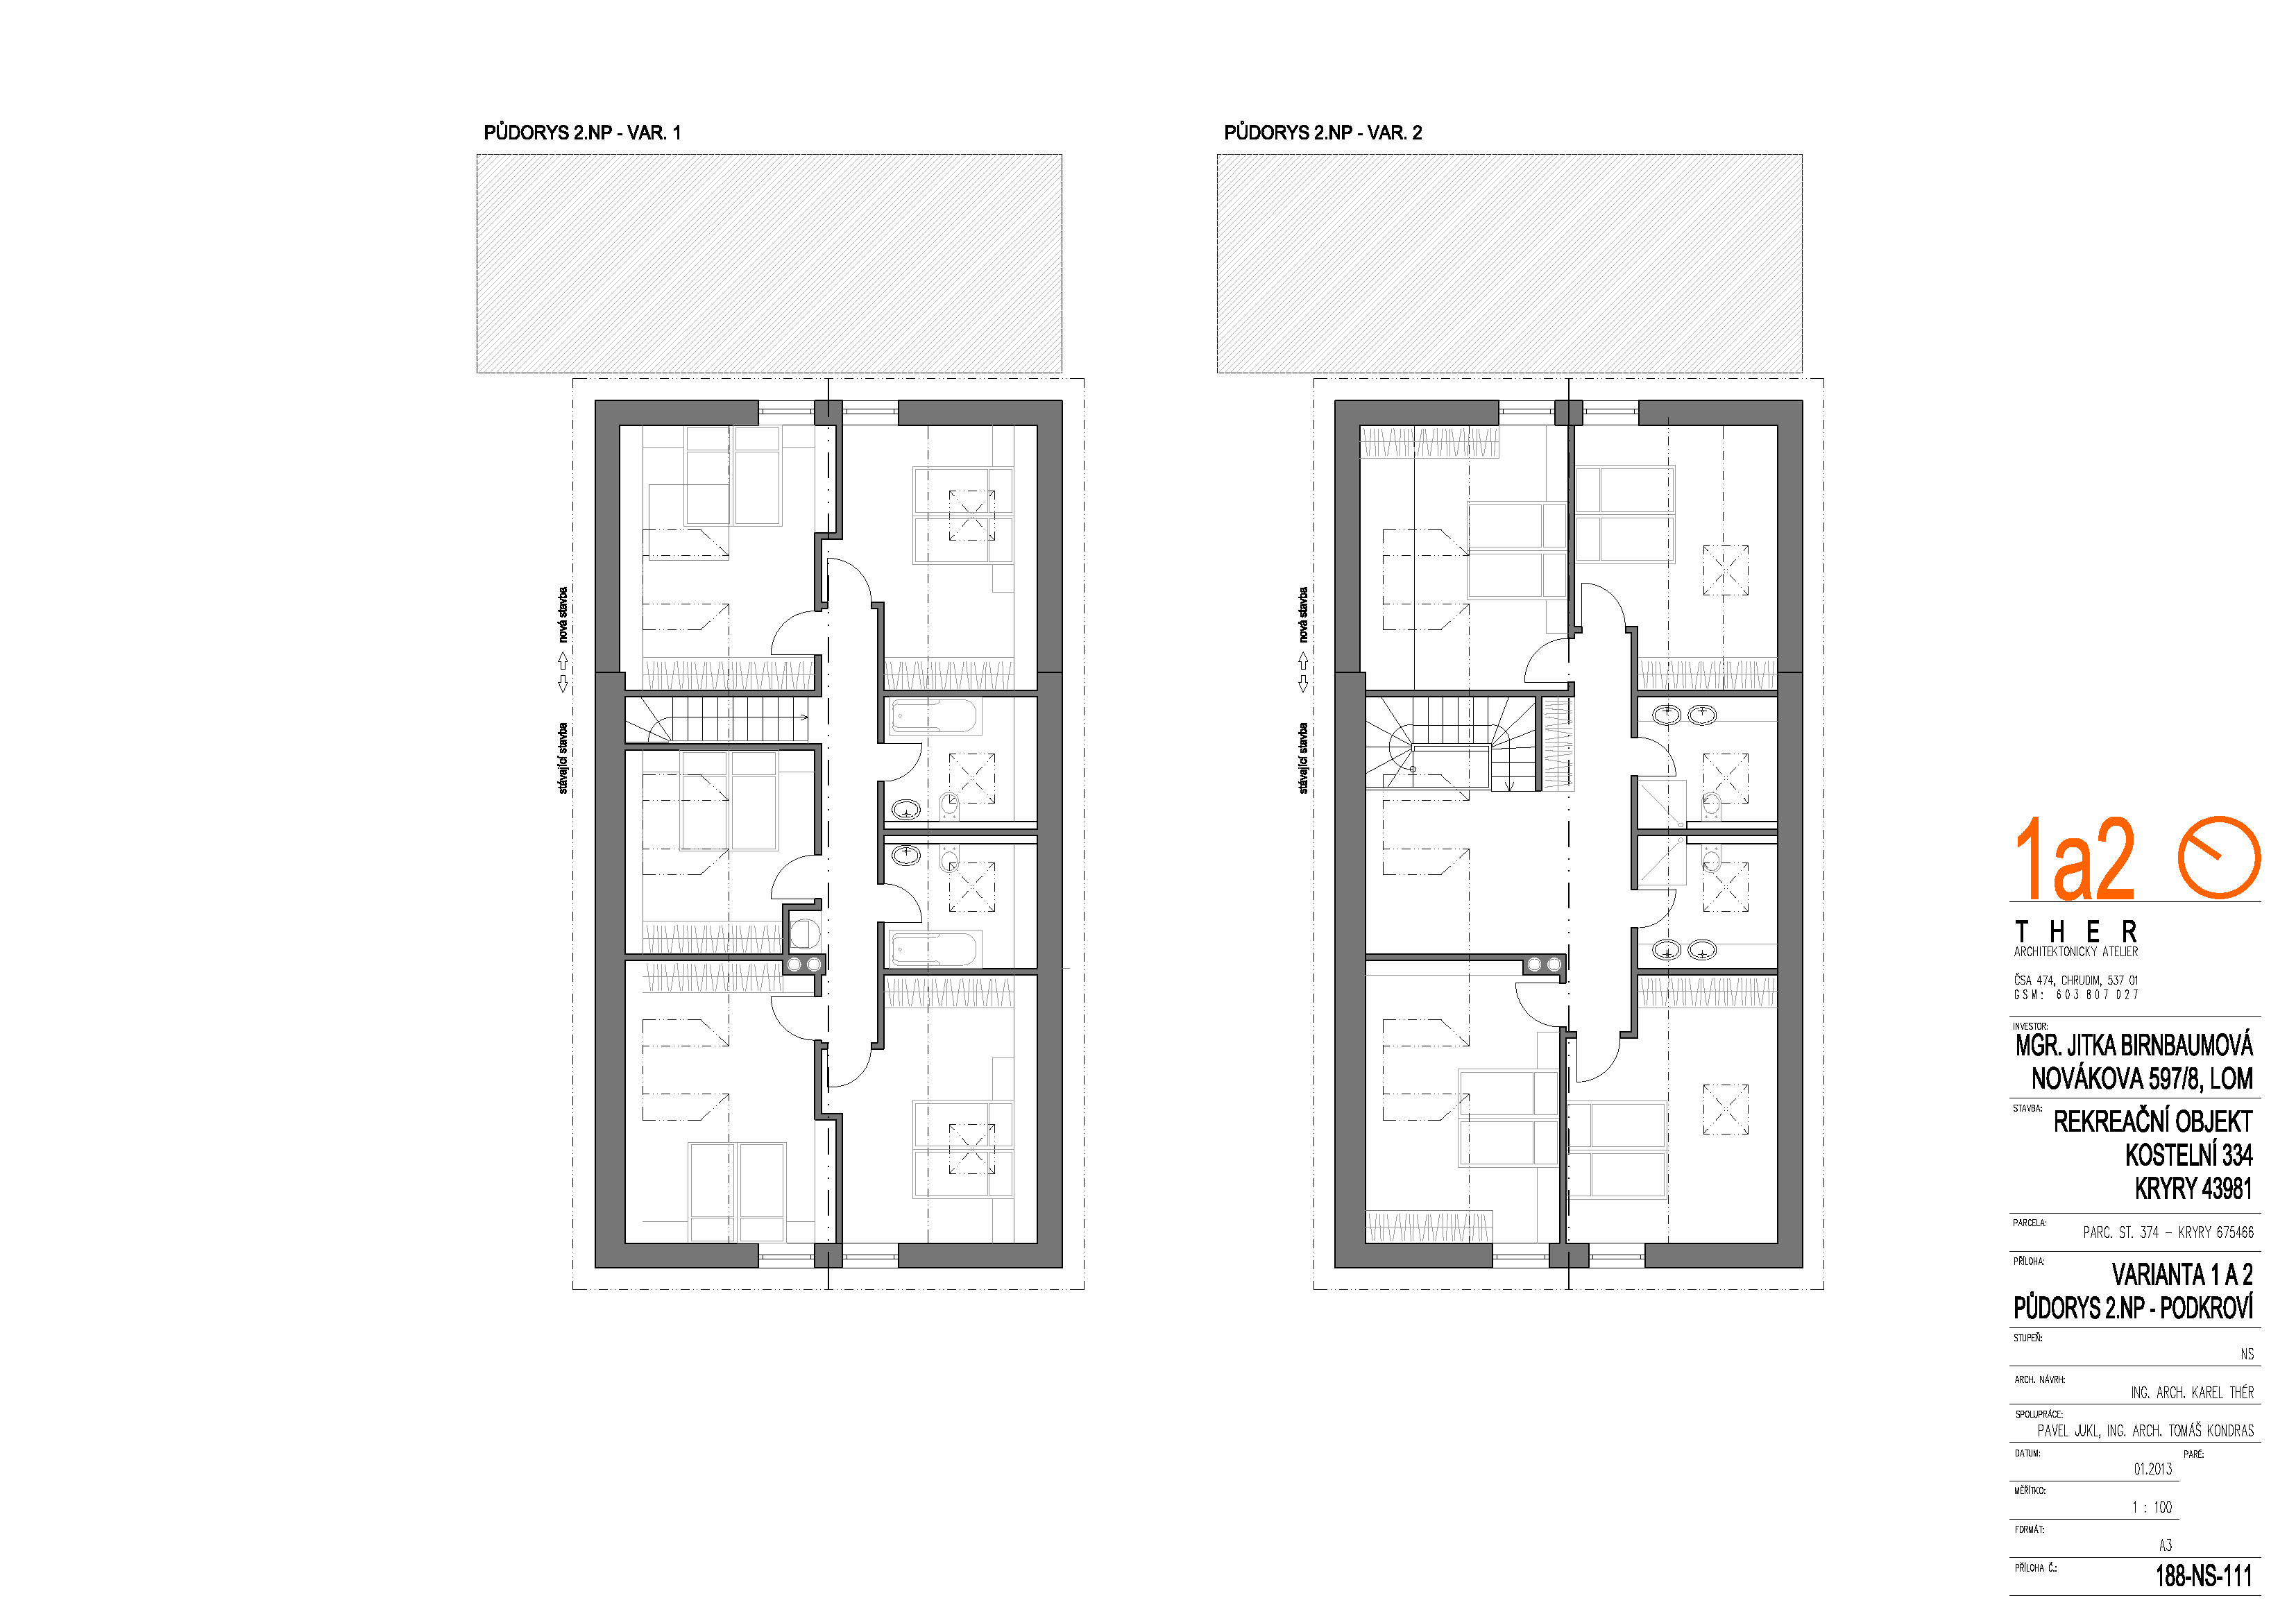 PŮDORYS 2.NP - VAR. 1
PŮDORYS 2.NP - VAR. 2
nová stavba
stávající stavba
nová stavba
stávající stavba
1a2
THER
ARCHITEKTONICKÝ ATELIER
ČSA 474, CHRUDIM, 537 01
GSM: 603 807 027
INVESTOR:
MGR. JITKA BIRNBAUMOVÁ
NOVÁKOVA 597/8, LOM
STAVBA:
REKREAČNÍ OBJEKT
KOSTELNÍ 334
KRYRY 43981
PARCELA:
PARC. ST. 374 – KRYRY 675466
PŘÍLOHA:
VARIANTA 1 A 2
PŮDORYS 2.NP - PODKROVÍ
STUPEŇ:
NS
ARCH. NÁVRH:
ING. ARCH. KAREL THÉR
SPOLUPRÁCE:
PAVEL JUKL, ING. ARCH. TOMÁŠ KONDRAS
DATUM:
PARÉ:
01.2013
MĚŘÍTKO:
1 : 100
FORMÁT:
A3
PŘÍLOHA Č.:
188-NS-111